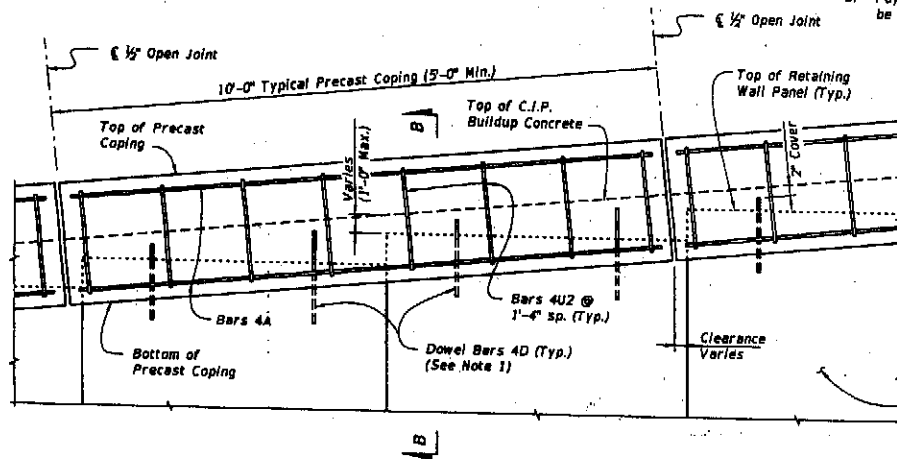 be
℄ ½" Open Joint
℄ ½" Open Joint
10'-0" Typical Precast Coping (5'-0" Min.)
Top of Precast
Coping
B
Varies
(1'-0" Max.)
Top of C.I.P.
Buildup Concrete
Top of Retaining
Wall Panel (Typ.)
2" Cover
Bars 4A
Bars 4U2 @
1'-4" sp. (Typ.)
Bottom of
Precast Coping
Dowel Bars 4D (Typ.)
(See Note 1)
Clearance
Varies
B